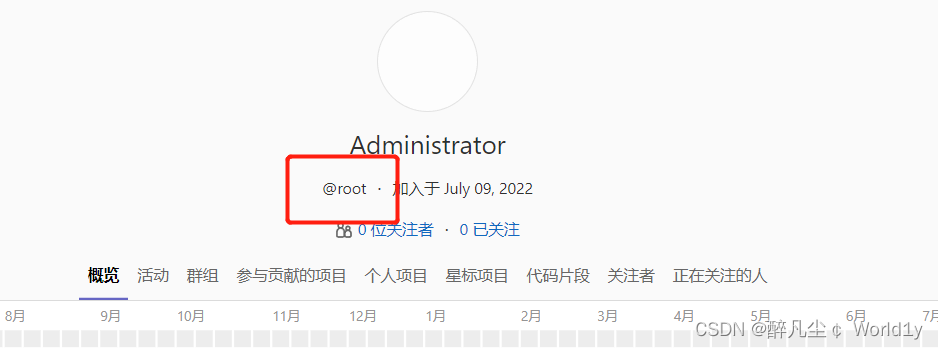 Administrator
@root · 加入于 July 09, 2022
0 位关注者 · 0 已关注
概览 活动 群组 参与贡献的项目 个人项目 星标项目 代码片段 关注者 正在关注的人
8月 9月 10月 11月 12月 1月 2月 3月 4月 5月 6月 7月
CSDN @醉凡尘￠ World1y